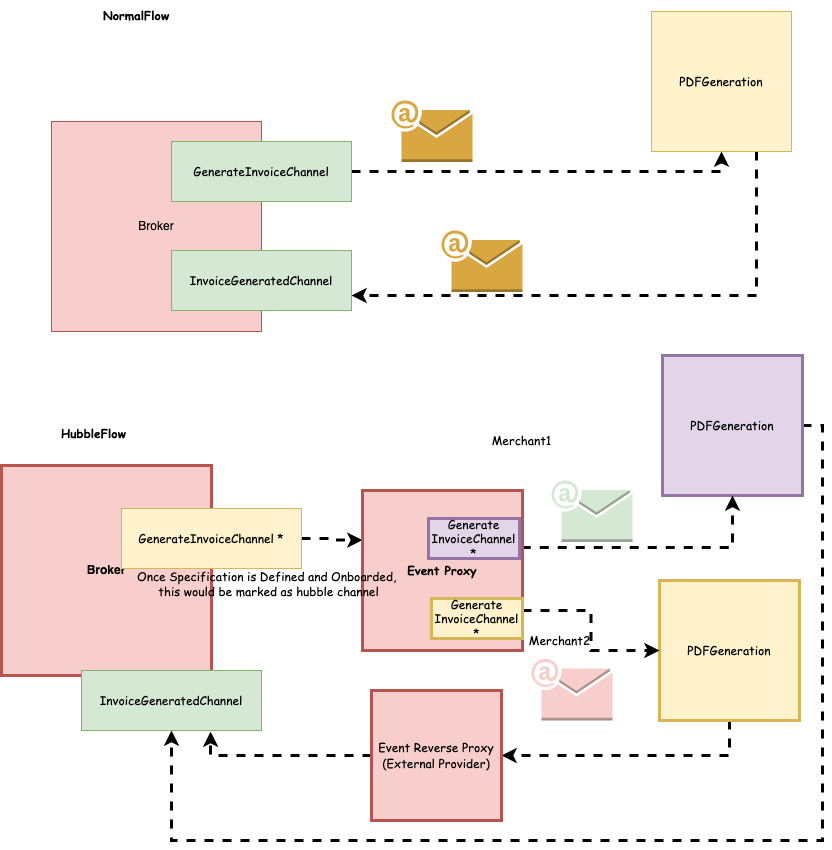 NormalFlow
PDFGeneration
@
GenerateInvoiceChannel
Broker
@
InvoiceGeneratedChannel
HubbleFlow
Merchant1
PDFGeneration
@
GenerateInvoiceChannel *
Generate
InvoiceChannel
*
Broker
Event Proxy
Once Specification is Defined and Onboarded,
this would be marked as hubble channel
Generate
InvoiceChannel
*
Merchant2
PDFGeneration
@
InvoiceGeneratedChannel
Event Reverse Proxy
(External Provider)